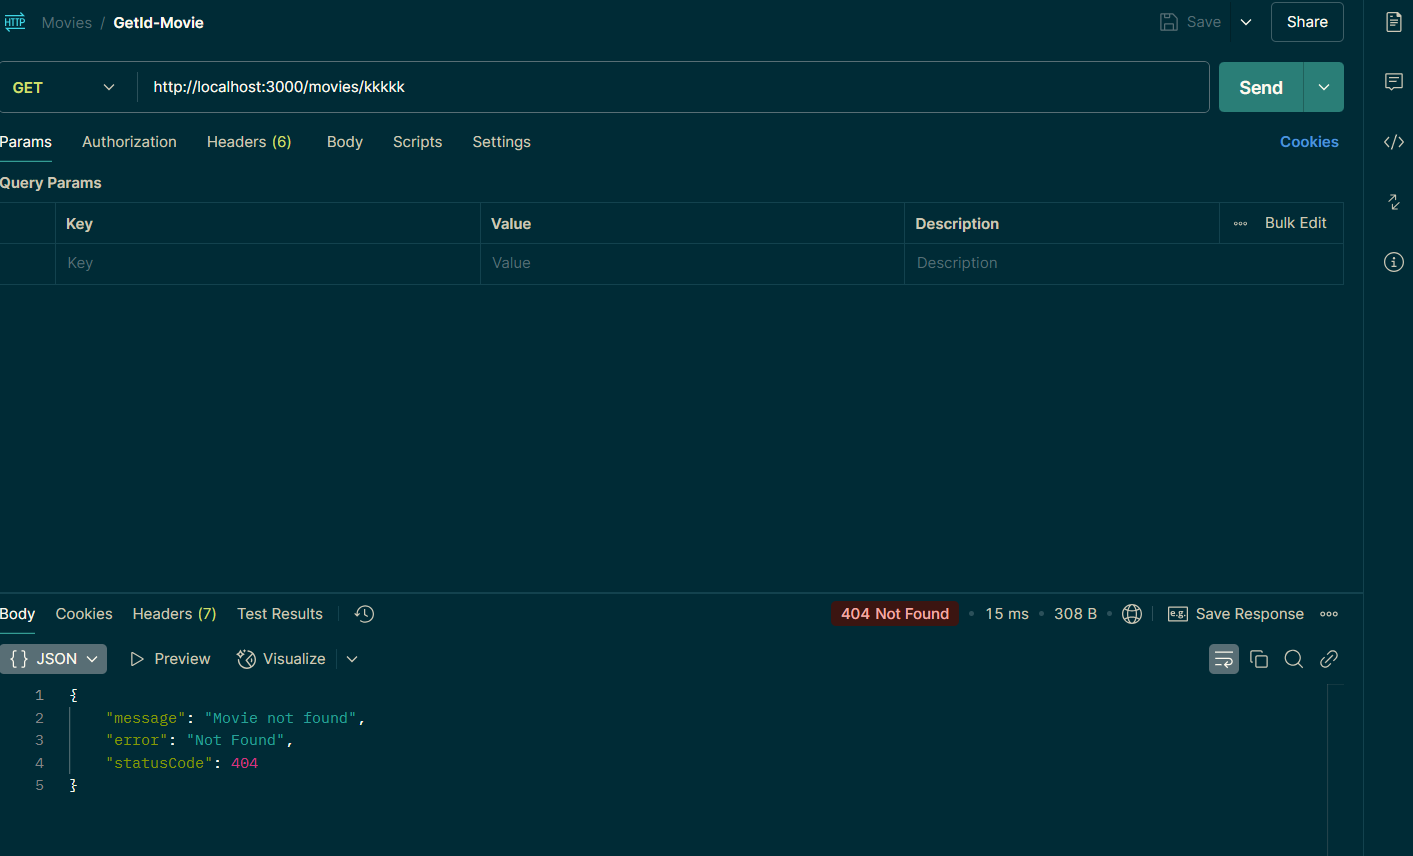 HTTP Movies / GetId-Movie Save Share
GET http://localhost:3000/movies/kkkkk Send
Params Authorization Headers (6) Body Scripts Settings Cookies
Query Params
Key Value Description Bulk Edit
Key Value Description
Body Cookies Headers (7) Test Results 404 Not Found 15 ms 308 B e.g. Save Response
{} JSON Preview Visualize
1 {
2 "message": "Movie not found",
3 "error": "Not Found",
4 "statusCode": 404
5 }